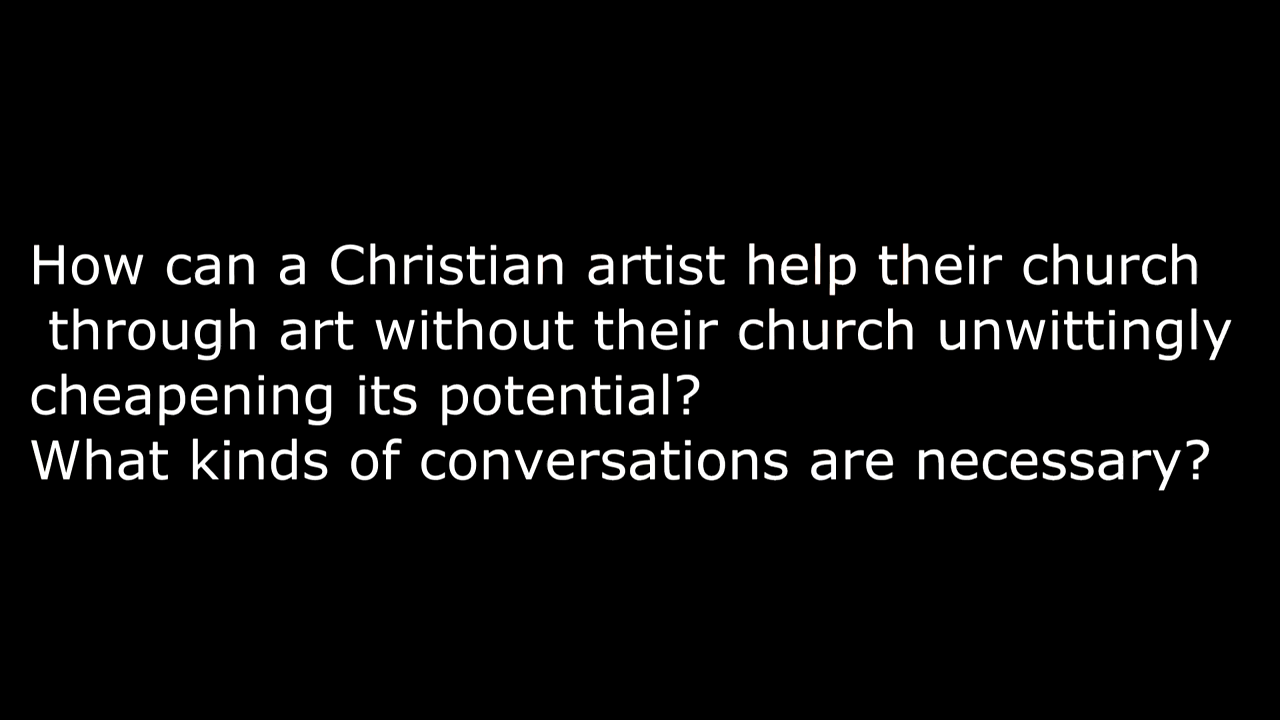 How can a Christian artist help their church
through art without their church unwittingly
cheapening its potential?
What kinds of conversations are necessary?